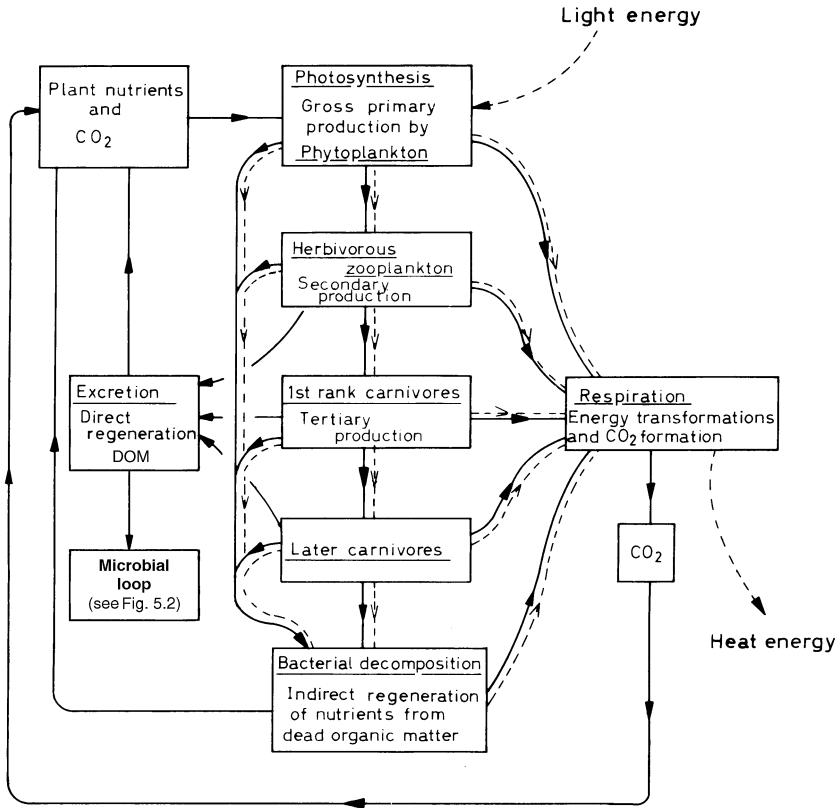 Light energy
Plant nutrients
and
CO2
Photosynthesis
Gross primary
production by
Phytoplankton
Herbivorous
zooplankton
Secondary
production
Excretion
Direct
regeneration
DOM
1st rank carnivores
Tertiary
production
Respiration
Energy transformations
and CO2 formation
Later carnivores
CO2
Microbial
loop
(see Fig. 5.2)
Heat energy
Bacterial decomposition
Indirect regeneration
of nutrients from
dead organic matter